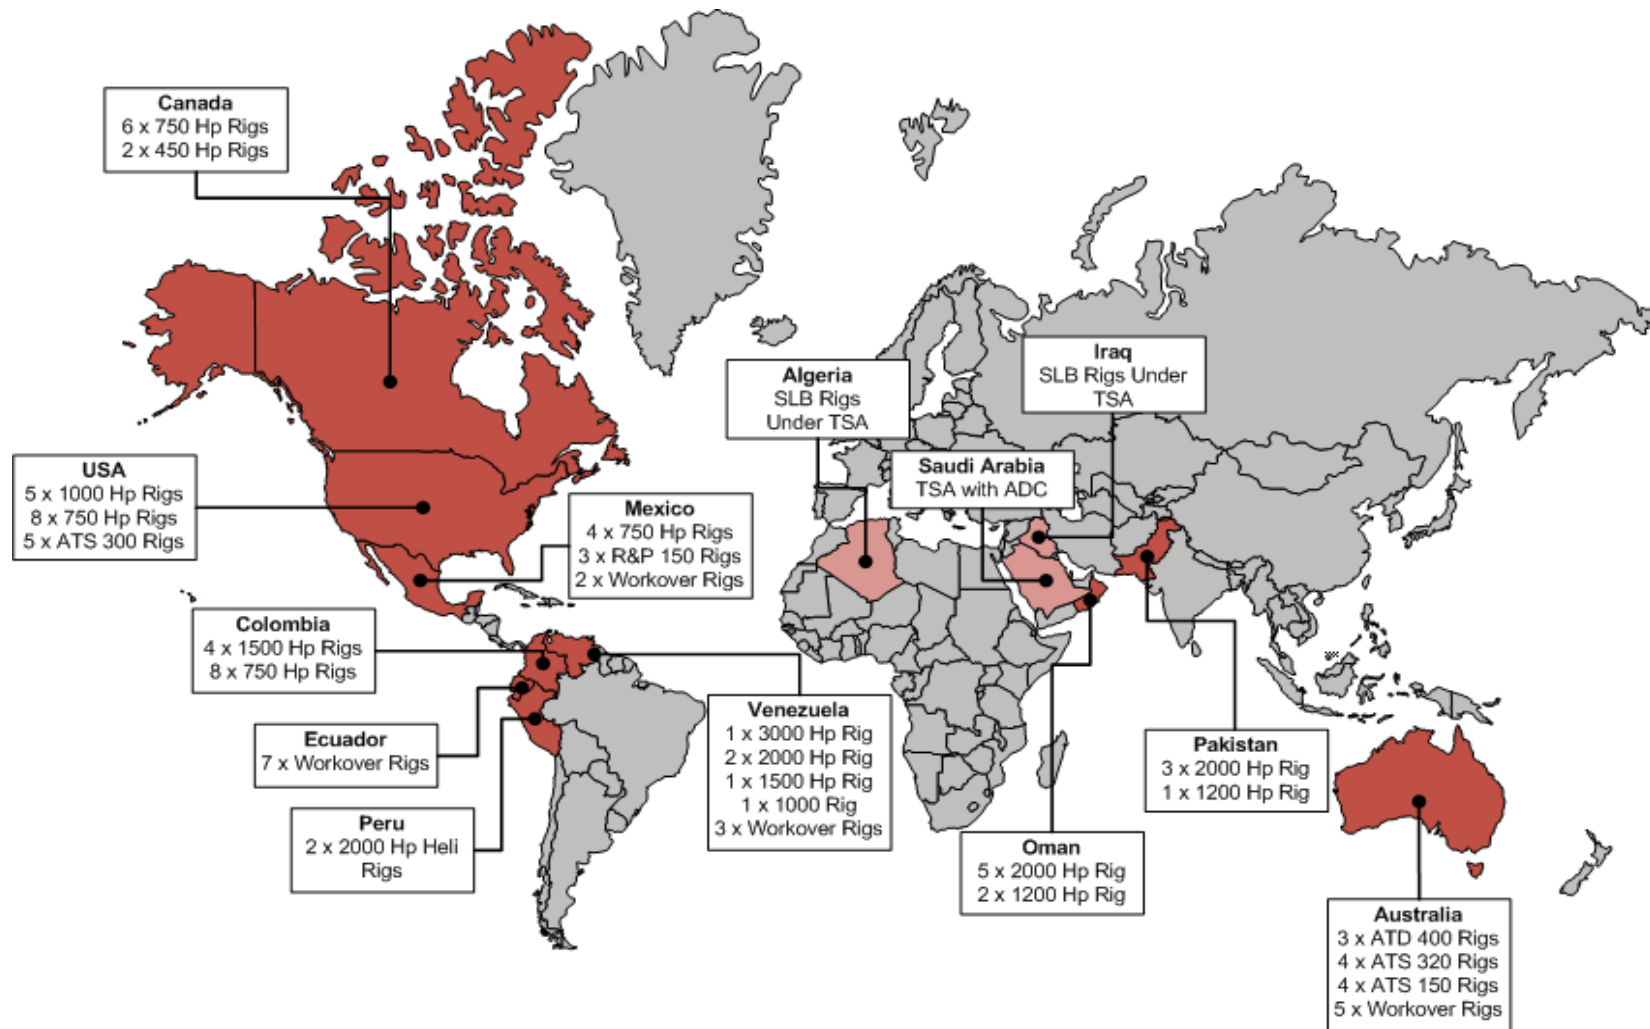 Canada
6 x 750 Hp Rigs
2 x 450 Hp Rigs
USA
5 x 1000 Hp Rigs
8 x 750 Hp Rigs
5 x ATS 300 Rigs
Mexico
4 x 750 Hp Rigs
3 x R&P 150 Rigs
2 x Workover Rigs
Colombia
4 x 1500 Hp Rigs
8 x 750 Hp Rigs
Ecuador
7 x Workover Rigs
Peru
2 x 2000 Hp Heli
Rigs
Venezuela
1 x 3000 Hp Rig
2 x 2000 Hp Rig
1 x 1500 Hp Rig
1 x 1000 Rig
3 x Workover Rigs
Algeria
SLB Rigs
Under TSA
Iraq
SLB Rigs Under
TSA
Saudi Arabia
TSA with ADC
Oman
5 x 2000 Hp Rig
2 x 1200 Hp Rig
Pakistan
3 x 2000 Hp Rig
1 x 1200 Hp Rig
Australia
3 x ATD 400 Rigs
4 x ATS 320 Rigs
4 x ATS 150 Rigs
5 x Workover Rigs